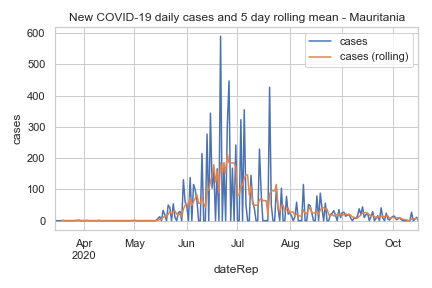 New COVID-19 daily cases and 5 day rolling mean - Mauritania
cases
cases (rolling)
600
500
400
300
200
100
0
cases
Apr May Jun Jul Aug Sep Oct
2020
dateRep